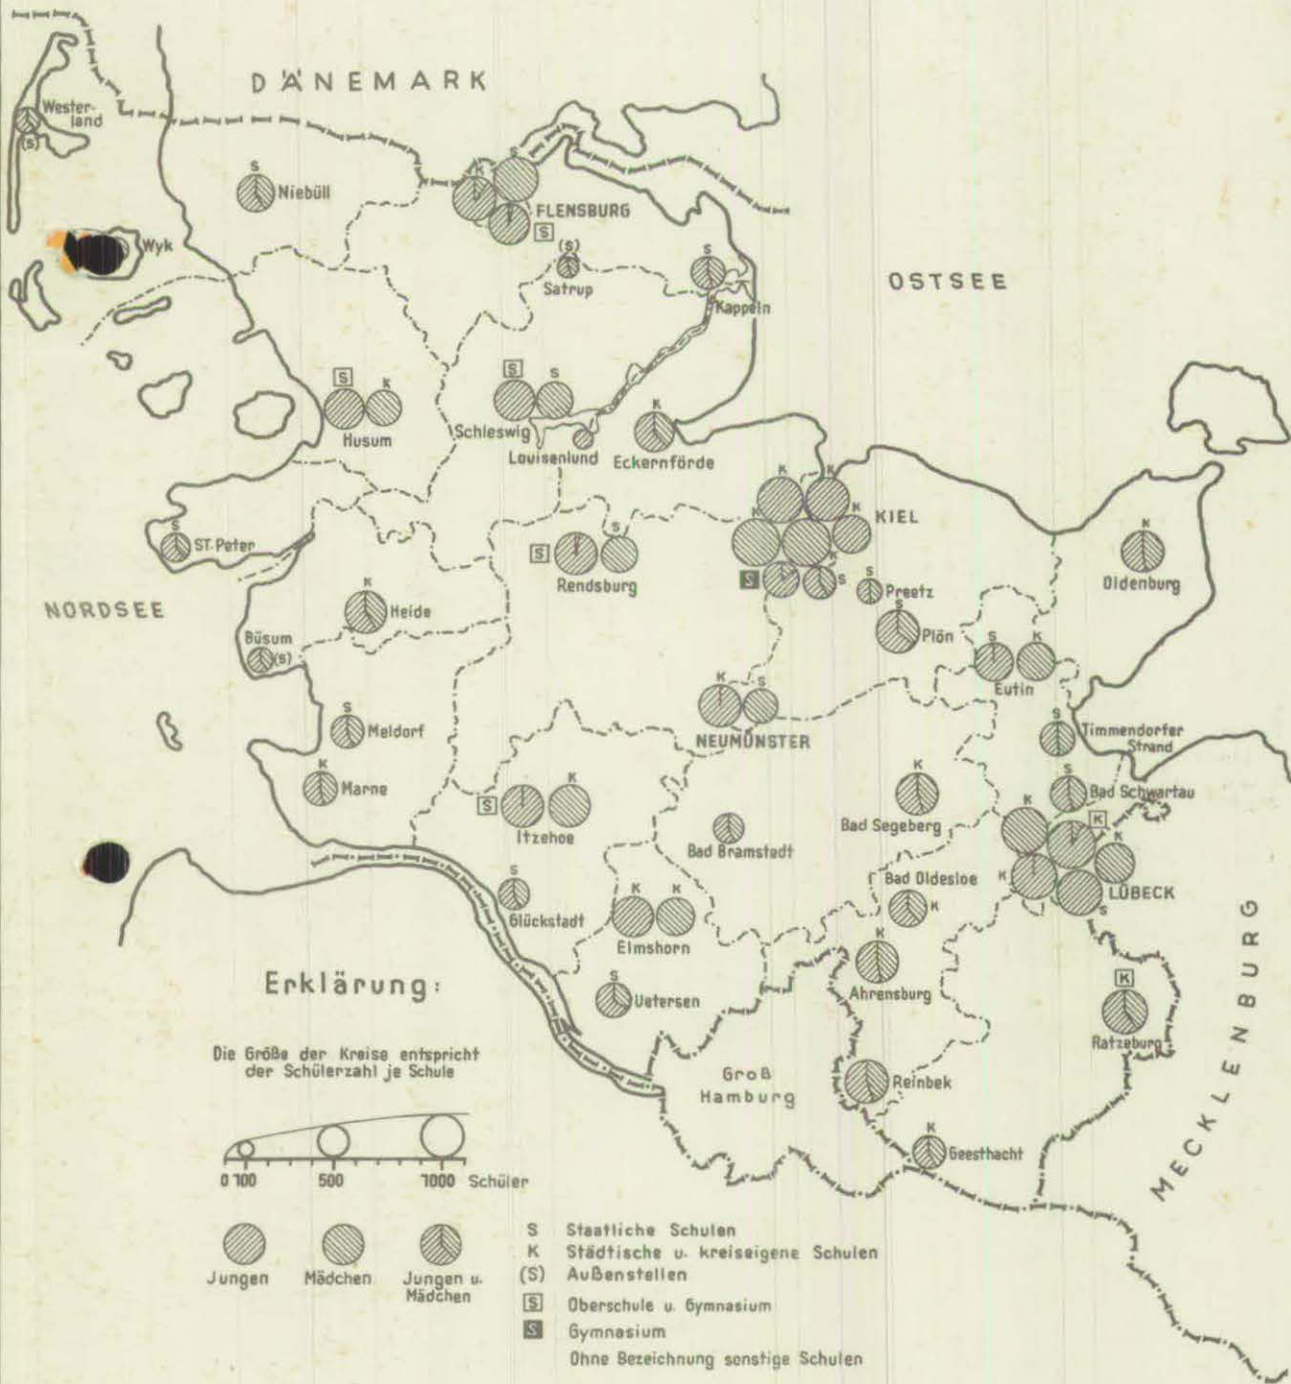 DÄNEMARK
Wester-
land
(S)
S
Niebüll
Wyk
K
S
FLENSBURG
S
(S)
Satrup
S
Kappeln
OSTSEE
S
K
Husum
S
S
Schleswig
Louisenlund
K
Eckernförde
S
ST. Peter
NORDSEE
K
Heide
Büsum
(S)
S
Meldorf
K
Marne
S
S
Rendsburg
K
K
K
K
KIEL
S
K
S
S
Preetz
S
Plön
K
Oldenburg
S
K
Eutin
K
S
NEUMÜNSTER
S
Timmendorfer
Strand
S
Bad Schwartau
K
Bad Segeberg
S
K
Itzehoe
Bad Bramstedt
K
K
K
K
LÜBECK
S
Bad Oldesloe
K
S
Glückstadt
K
K
Elmshorn
S
Uetersen
K
Ahrensburg
K
Ratzeburg
Reinbek
K
Geesthacht
Groß
Hamburg
MECKLENBURG
Erklärung:
Die Größe der Kreise entspricht
der Schülerzahl je Schule
0 100 500 1000 Schüler
Jungen
Mädchen
Jungen u.
Mädchen
S Staatliche Schulen
K Städtische u. kreiseigene Schulen
(S) Außenstellen
S Oberschule u. Gymnasium
S Gymnasium
Ohne Bezeichnung sonstige Schulen